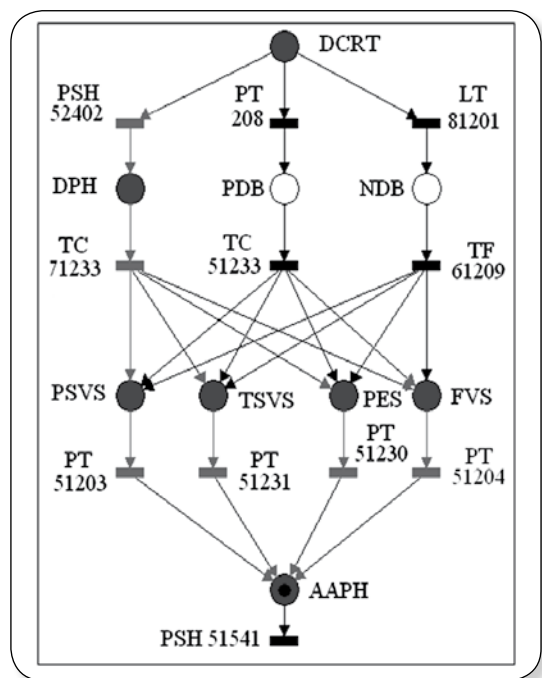 DCRT
PSH
52402
PT
208
LT
81201
DPH
PDB
NDB
TC
71233
TC
51233
TF
61209
PSVS
TSVS
PES
FVS
PT
51203
PT
51231
PT
51230
PT
51204
AAPH
PSH 51541